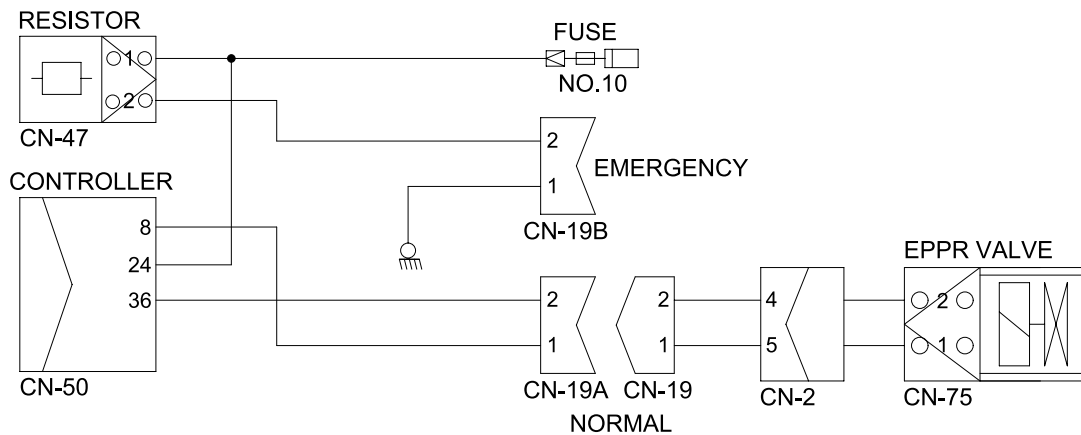 RESISTOR
FUSE
1
NO.10
2
CN-47
2
EMERGENCY
1
CONTROLLER
8
CN-19B
24
EPPR VALVE
36
2
2
4
2
1
1
5
1
CN-50
CN-19A
CN-19
CN-2
CN-75
NORMAL